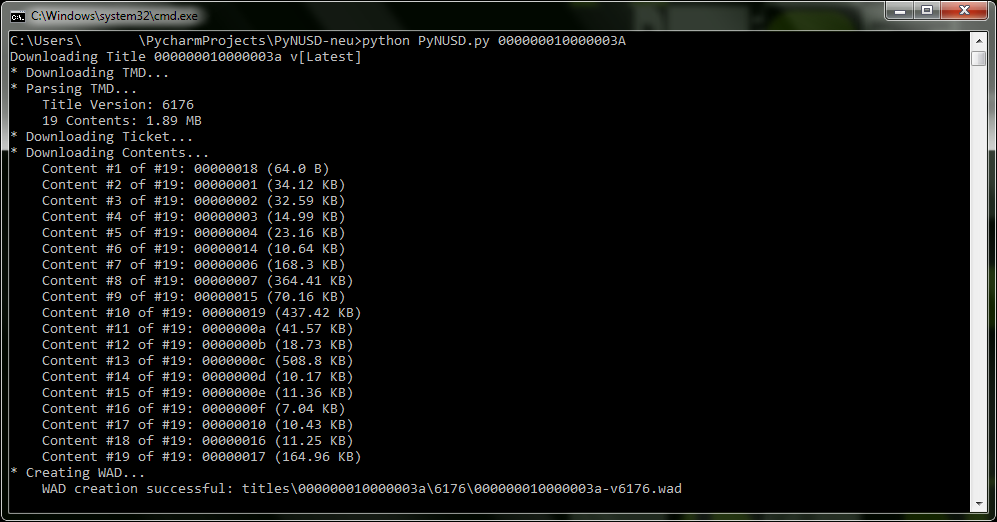 C:\Windows\system32\cmd.exe
C:\Users\       \PycharmProjects\PyNUSD-neu>python PyNUSD.py 000000010000003A
Downloading Title 000000010000003a v[Latest]
* Downloading TMD...
* Parsing TMD...
    Title Version: 6176
    19 Contents: 1.89 MB
* Downloading Ticket...
* Downloading Contents...
    Content #1 of #19: 00000018 (64.0 B)
    Content #2 of #19: 00000001 (34.12 KB)
    Content #3 of #19: 00000002 (32.59 KB)
    Content #4 of #19: 00000003 (14.99 KB)
    Content #5 of #19: 00000004 (23.16 KB)
    Content #6 of #19: 00000014 (10.64 KB)
    Content #7 of #19: 00000006 (168.3 KB)
    Content #8 of #19: 00000007 (364.41 KB)
    Content #9 of #19: 00000015 (70.16 KB)
    Content #10 of #19: 00000019 (437.42 KB)
    Content #11 of #19: 0000000a (41.57 KB)
    Content #12 of #19: 0000000b (18.73 KB)
    Content #13 of #19: 0000000c (508.8 KB)
    Content #14 of #19: 0000000d (10.17 KB)
    Content #15 of #19: 0000000e (11.36 KB)
    Content #16 of #19: 0000000f (7.04 KB)
    Content #17 of #19: 00000010 (10.43 KB)
    Content #18 of #19: 00000016 (11.25 KB)
    Content #19 of #19: 00000017 (164.96 KB)
* Creating WAD...
    WAD creation successful: titles\000000010000003a\6176\000000010000003a-v6176.wad